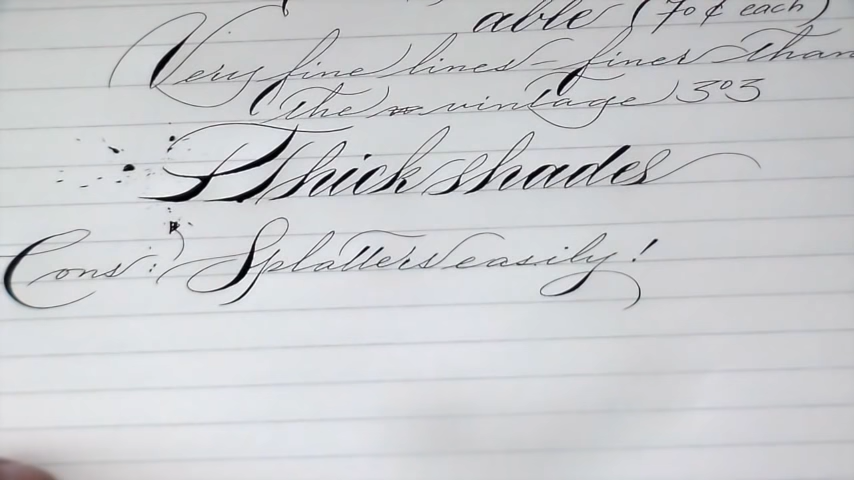 able (70¢ each)
Very fine lines - finer than
(the vintage 303
Thick shades
Cons: Splatters easily!